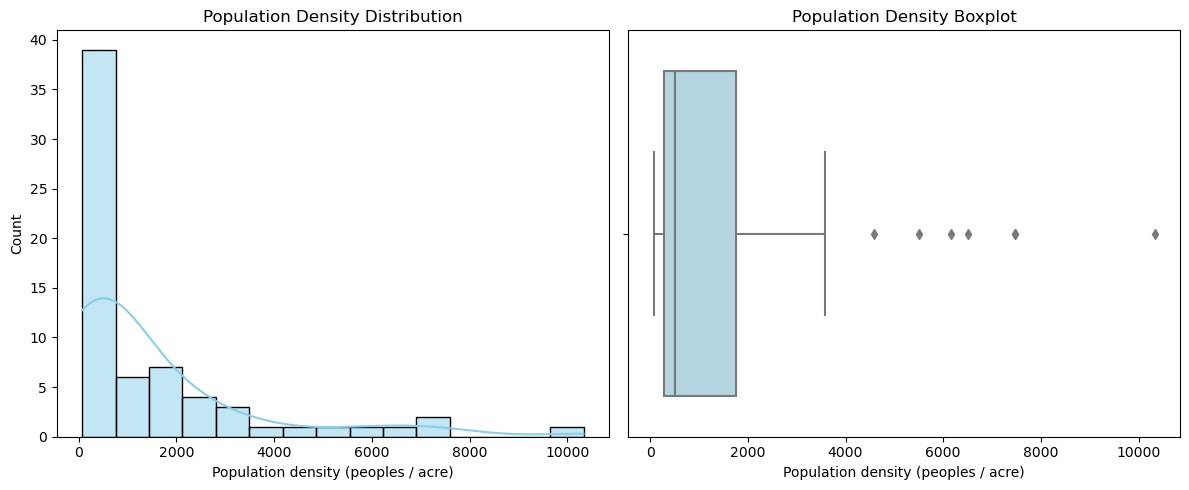 Population Density Distribution
40
35
30
25
20
15
10
5
0
Count
0 2000 4000 6000 8000 10000
Population density (peoples / acre)
Population Density Boxplot
0 2000 4000 6000 8000 10000
Population density (peoples / acre)